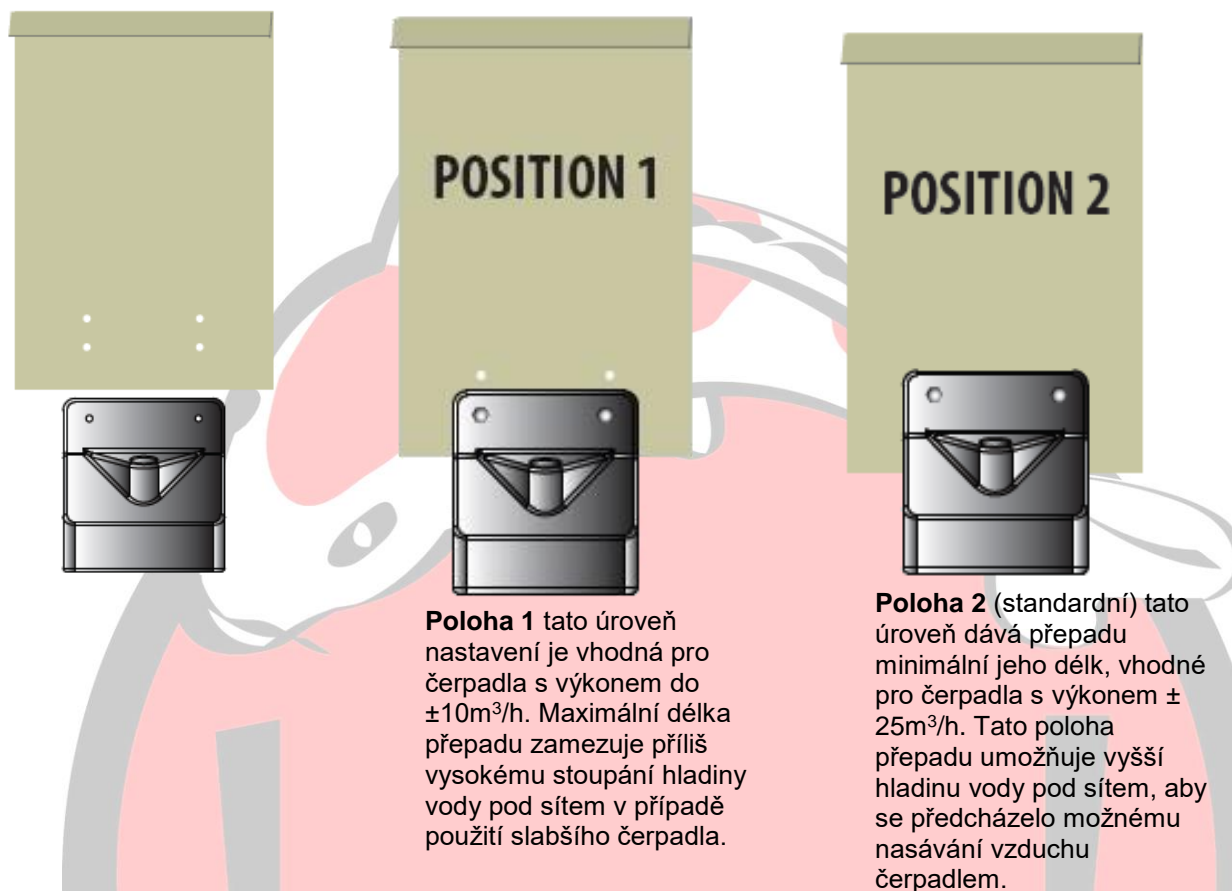 POSITION 1
POSITION 2
Poloha 1 tato úroveň
nastavení je vhodná pro
čerpadla s výkonem do
±10m³/h. Maximální délka
přepadu zamezuje příliš
vysokému stoupání hladiny
vody pod sítem v případě
použití slabšího čerpadla.
Poloha 2 (standardní) tato
úroveň dává přepadu
minimální jeho délk, vhodné
pro čerpadla s výkonem ±
25m³/h. Tato poloha
přepadu umožňuje vyšší
hladinu vody pod sítem, aby
se předcházelo možnému
nasávání vzduchu
čerpadlem.